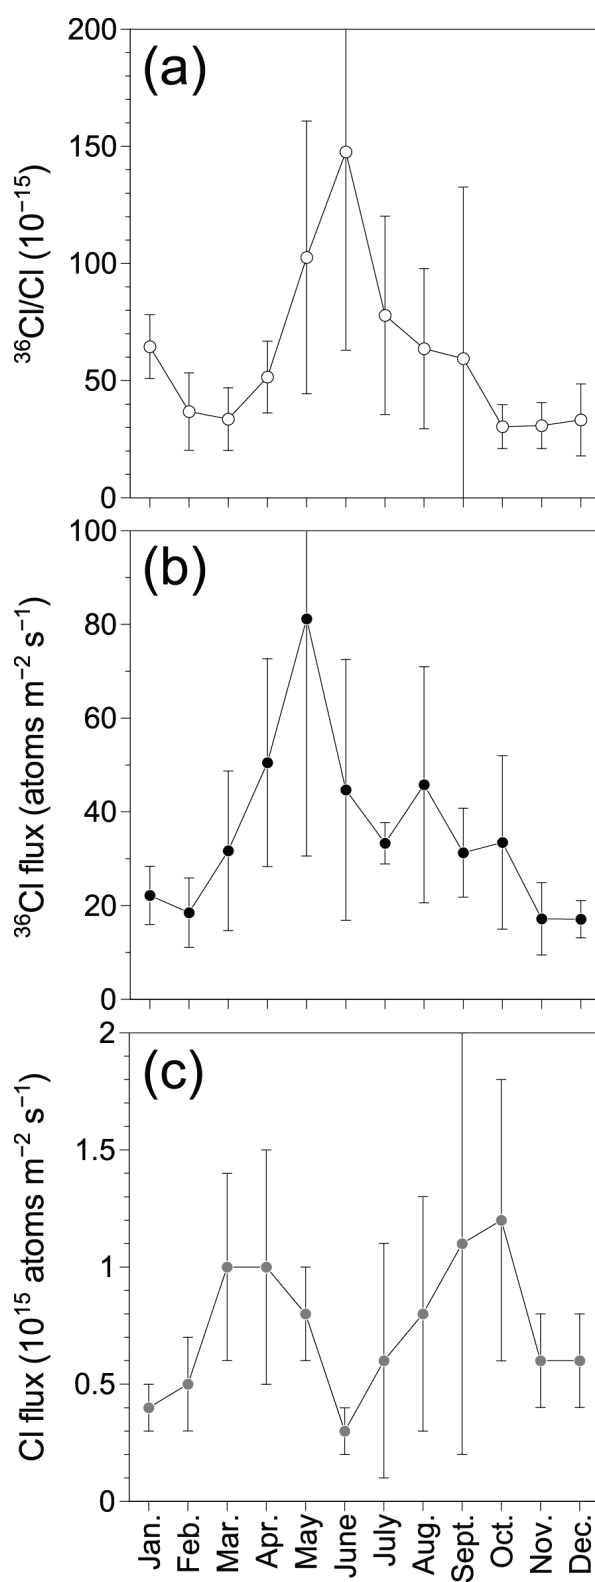 (a)
200
150
100
50
0
³⁶Cl/Cl (10⁻¹⁵)
(b)
100
80
60
40
20
0
³⁶Cl flux (atoms m⁻² s⁻¹)
(c)
2
1.5
1
0.5
0
Cl flux (10¹⁵ atoms m⁻² s⁻¹)
Jan.
Feb.
Mar.
Apr.
May
June
July
Aug.
Sept.
Oct.
Nov.
Dec.